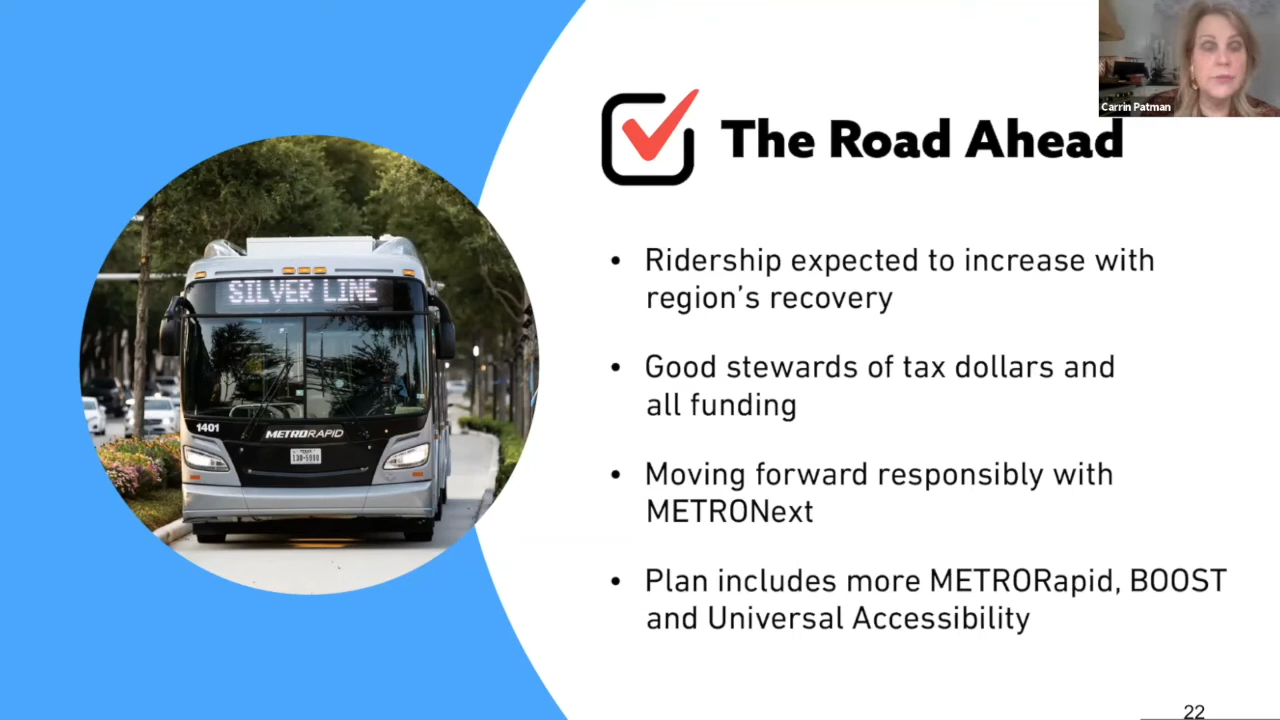 Carrin Patman
The Road Ahead
SILVER LINE
1401
METRORAPID
• Ridership expected to increase with
region's recovery
• Good stewards of tax dollars and
all funding
• Moving forward responsibly with
METRONext
• Plan includes more METRORapid, BOOST
and Universal Accessibility
22